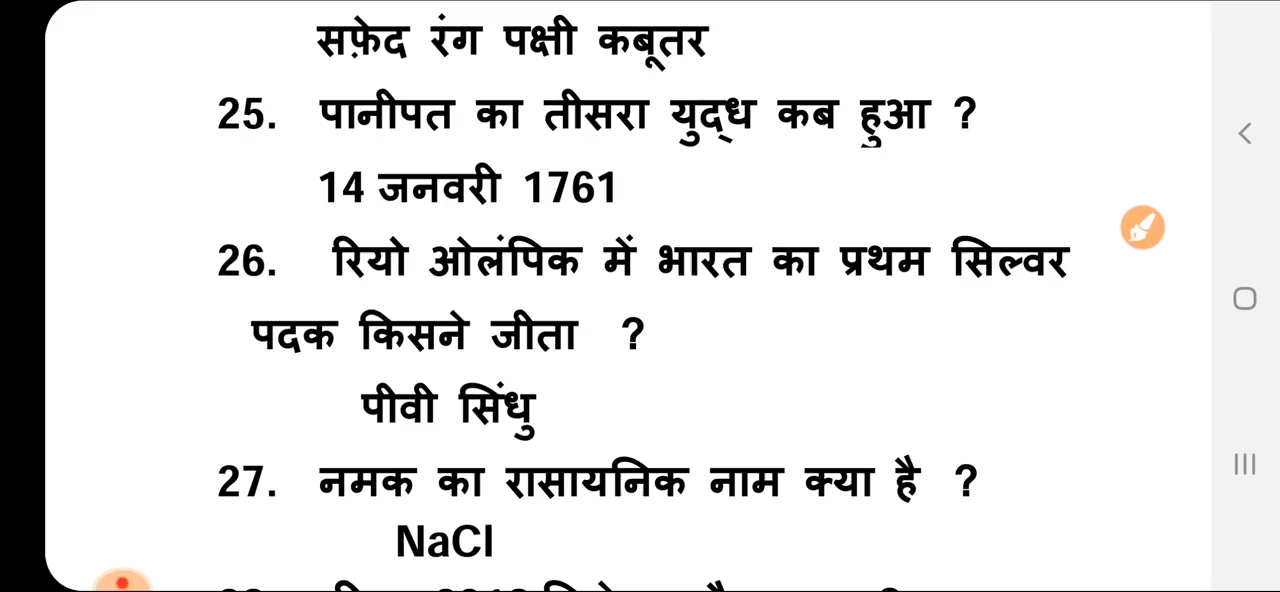 सफ़ेद रंग पक्षी कबूतर
25. पानीपत का तीसरा युद्ध कब हुआ ?
14 जनवरी 1761
26. रियो ओलंपिक में भारत का प्रथम सिल्वर
पदक किसने जीता ?
पीवी सिंधु
27. नमक का रासायनिक नाम क्या है ?
NaCl